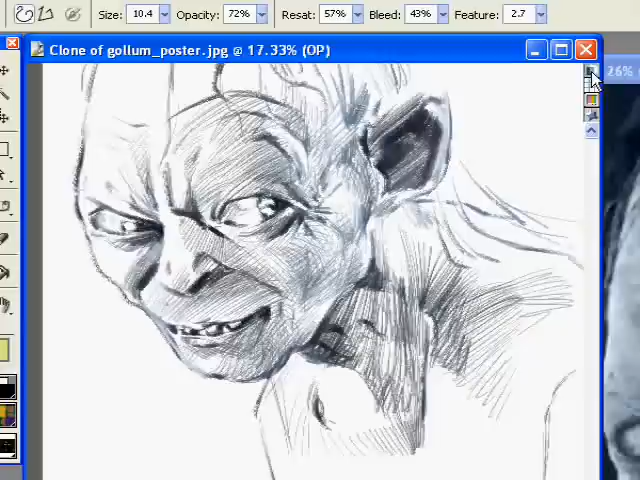 Size: 10.4 Opacity: 72% Resat: 57% Bleed: 43% Feature: 2.7
Clone of gollum_poster.jpg @ 17.33% (OP)
26%